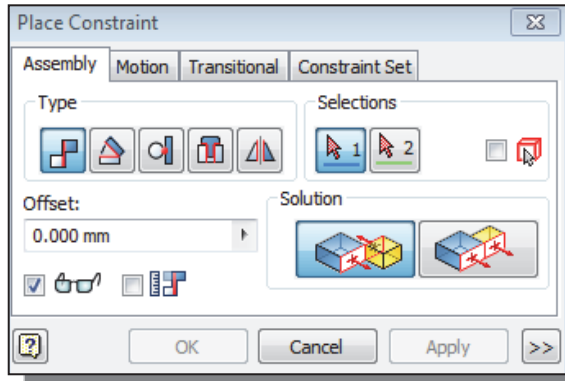 Place Constraint
Assembly Motion Transitional Constraint Set
Type Selections
1 2
Offset: Solution
0.000 mm
? OK Cancel Apply >>